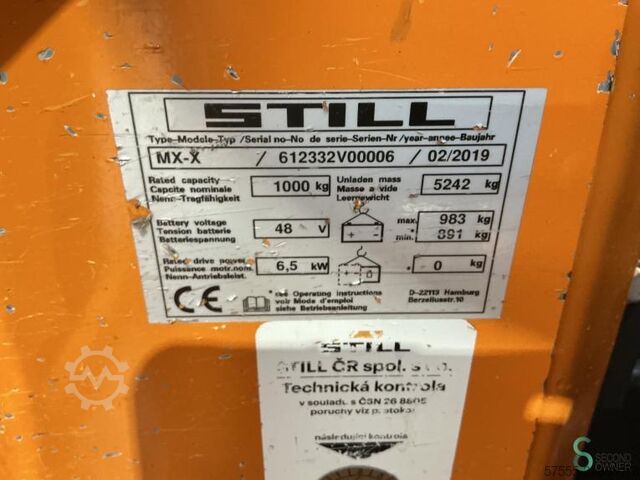 STILL
Type-Modele-Typ /Serial no-No de serie-Serien-Nr /year-annee-Baujahr
MX-X / 612332V00006 / 02/2019
Rated capacity
Capcite nominale
Nenn-Tragfähigkeit
1000 kg
Unladen mass
Masse a vide
Leergewicht
5242 kg
Battery voltage
Tension batterie
Batteriespannung
48 V
max. 983 kg
* min. 891 kg
Rated drive power
Puissance motr.nom.
Nenn-Antriebsleist.
6,5 kW
* 0 kg
CE
*see Operating instructions
voir Mode d'emploi
siehe Betriebsanleitung
D-22113 Hamburg
Berzeliusstr.10
STILL
STILL ČR spol.
Technická kontrola
v souladu s ČSN 26 8805
poruchy viz protokol
následující kontrola
SECOND
OWNER